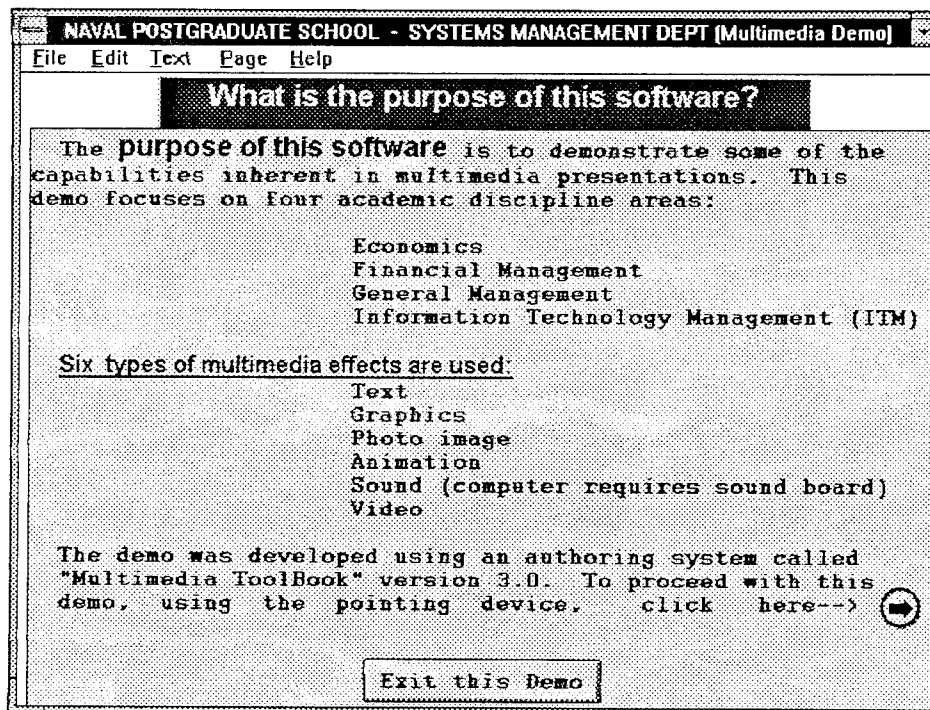 NAVAL POSTGRADUATE SCHOOL - SYSTEMS MANAGEMENT DEPT (Multimedia Demo)
File Edit Text Page Help
What is the purpose of this software?
The purpose of this software is to demonstrate some of the
capabilities inherent in multimedia presentations. This
demo focuses on four academic discipline areas:
Economics
Financial Management
General Management
Information Technology Management (ITM)
Six types of multimedia effects are used:
Text
Graphics
Photo image
Animation
Sound (computer requires sound board)
Video
The demo was developed using an authoring system called
"Multimedia ToolBook" version 3.0. To proceed with this
demo, using the pointing device, click here-->
Exit this Demo